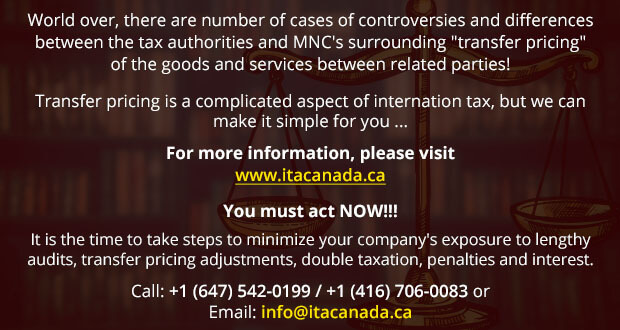 World over, there are number of cases of controversies and differences
between the tax authorities and MNC's surrounding "transfer pricing"
of the goods and services between related parties!
Transfer pricing is a complicated aspect of internation tax, but we can
make it simple for you ...
For more information, please visit
www.itacanada.ca
You must act NOW!!!
It is the time to take steps to minimize your company's exposure to lengthy
audits, transfer pricing adjustments, double taxation, penalties and interest.
Call: +1 (647) 542-0199 / +1 (416) 706-0083 or
Email: info@itacanada.ca